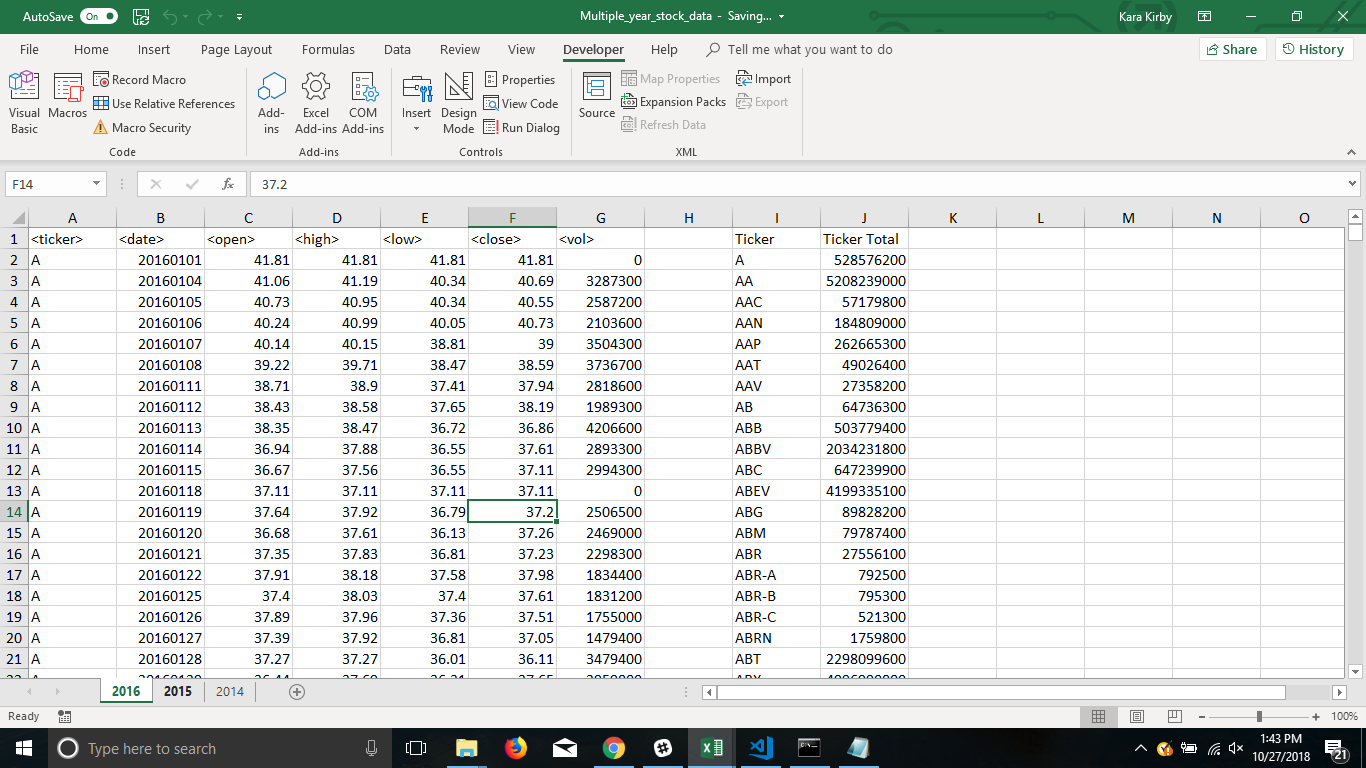 AutoSave On Multiple_year_stock_data - Saving... Kara Kirby
File Home Insert Page Layout Formulas Data Review View Developer Help Tell me what you want to do Share History
Visual Basic
Macros
Record Macro
Use Relative References
Macro Security
Code
Add-ins
Excel Add-ins
COM Add-ins
Add-ins
Insert
Design Mode
Properties
View Code
Run Dialog
Controls
Source
Map Properties
Expansion Packs
Refresh Data
Import
Export
XML
F14 fx 37.2
A B C D E F G H I J K L M N O
1 <ticker> <date> <open> <high> <low> <close> <vol> Ticker Ticker Total
2 A 20160101 41.81 41.81 41.81 41.81 0 A 528576200
3 A 20160104 41.06 41.19 40.34 40.69 3287300 AA 5208239000
4 A 20160105 40.73 40.95 40.34 40.55 2587200 AAC 57179800
5 A 20160106 40.24 40.99 40.05 40.73 2103600 AAN 184809000
6 A 20160107 40.14 40.15 38.81 39 3504300 AAP 262665300
7 A 20160108 39.22 39.71 38.47 38.59 3736700 AAT 49026400
8 A 20160111 38.71 38.9 37.41 37.94 2818600 AAV 27358200
9 A 20160112 38.43 38.58 37.65 38.19 1989300 AB 64736300
10 A 20160113 38.35 38.47 36.72 36.86 4206600 ABB 503779400
11 A 20160114 36.94 37.88 36.55 37.61 2893300 ABBV 2034231800
12 A 20160115 36.67 37.56 36.55 37.11 2994300 ABC 647239900
13 A 20160118 37.11 37.11 37.11 37.11 0 ABEV 4199335100
14 A 20160119 37.64 37.92 36.79 37.2 2506500 ABG 89828200
15 A 20160120 36.68 37.61 36.13 37.26 2469000 ABM 79787400
16 A 20160121 37.35 37.83 36.81 37.23 2298300 ABR 27556100
17 A 20160122 37.91 38.18 37.58 37.98 1834400 ABR-A 792500
18 A 20160125 37.4 38.03 37.4 37.61 1831200 ABR-B 795300
19 A 20160126 37.89 37.96 37.36 37.51 1755000 ABR-C 521300
20 A 20160127 37.39 37.92 36.81 37.05 1479400 ABRN 1759800
21 A 20160128 37.27 37.27 36.01 36.11 3479400 ABT 2298099600
2016 2015 2014
Ready 100%
Type here to search 1:43 PM
10/27/2018 21